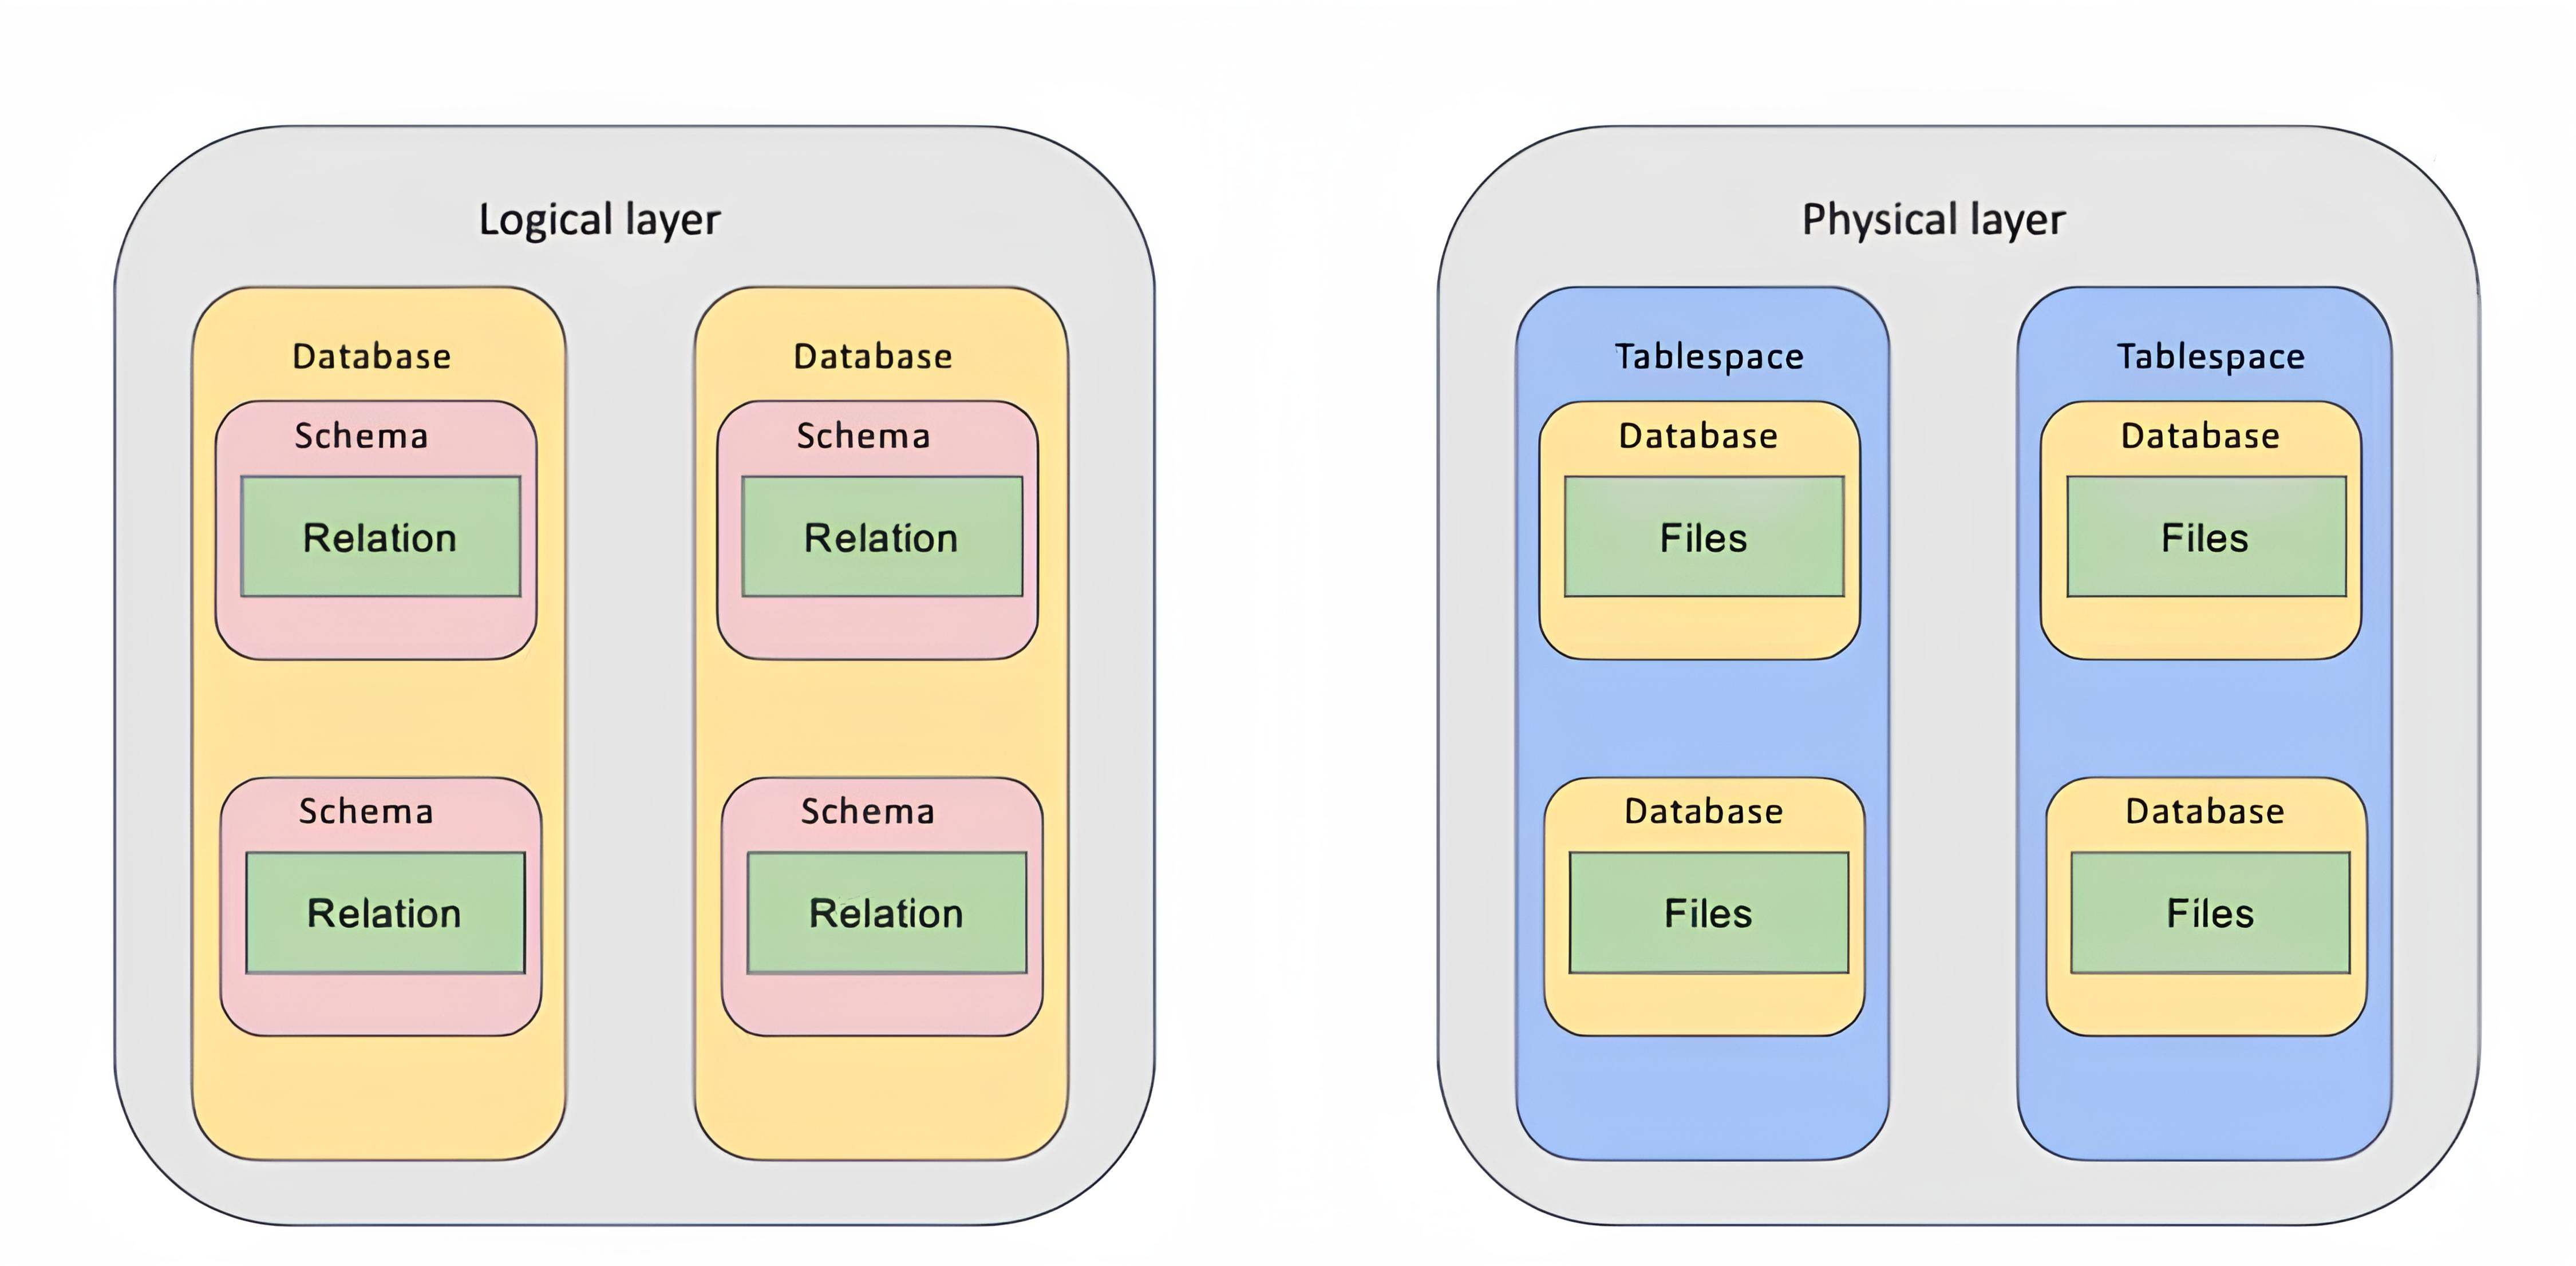 Logical layer
Database
Schema
Relation
Schema
Relation
Database
Schema
Relation
Schema
Relation
Physical layer
Tablespace
Database
Files
Database
Files
Tablespace
Database
Files
Database
Files